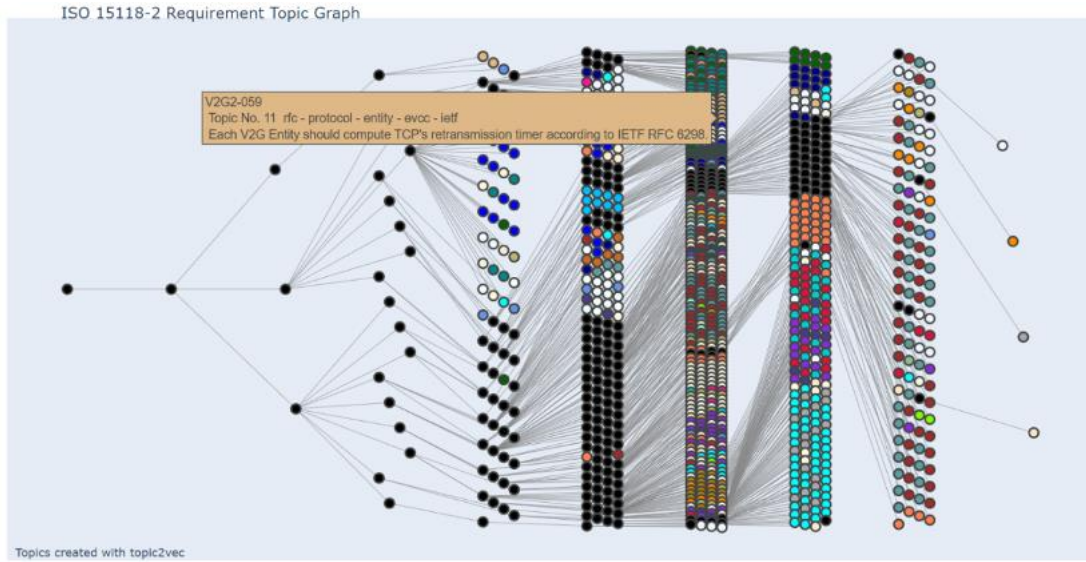 ISO 15118-2 Requirement Topic Graph
V2G2-059
Topic No. 11 rfc - protocol - entity - evcc - ietf
Each V2G Entity should compute TCP's retransmission timer according to IETF RFC 6298.
Topics created with topic2vec